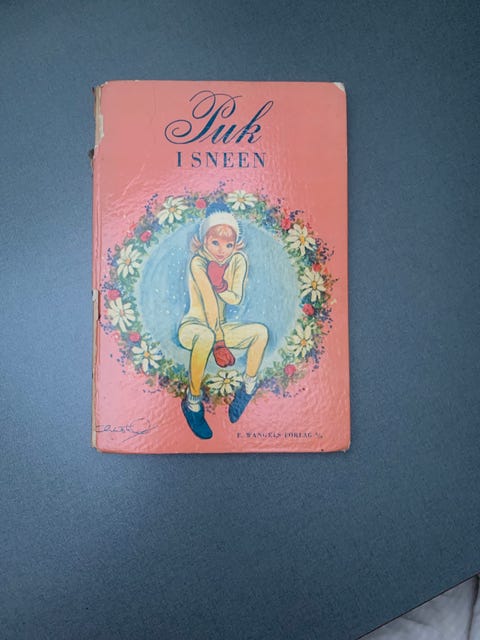 Puk
I SNEEN
E. WANGELS FORLAG A/S